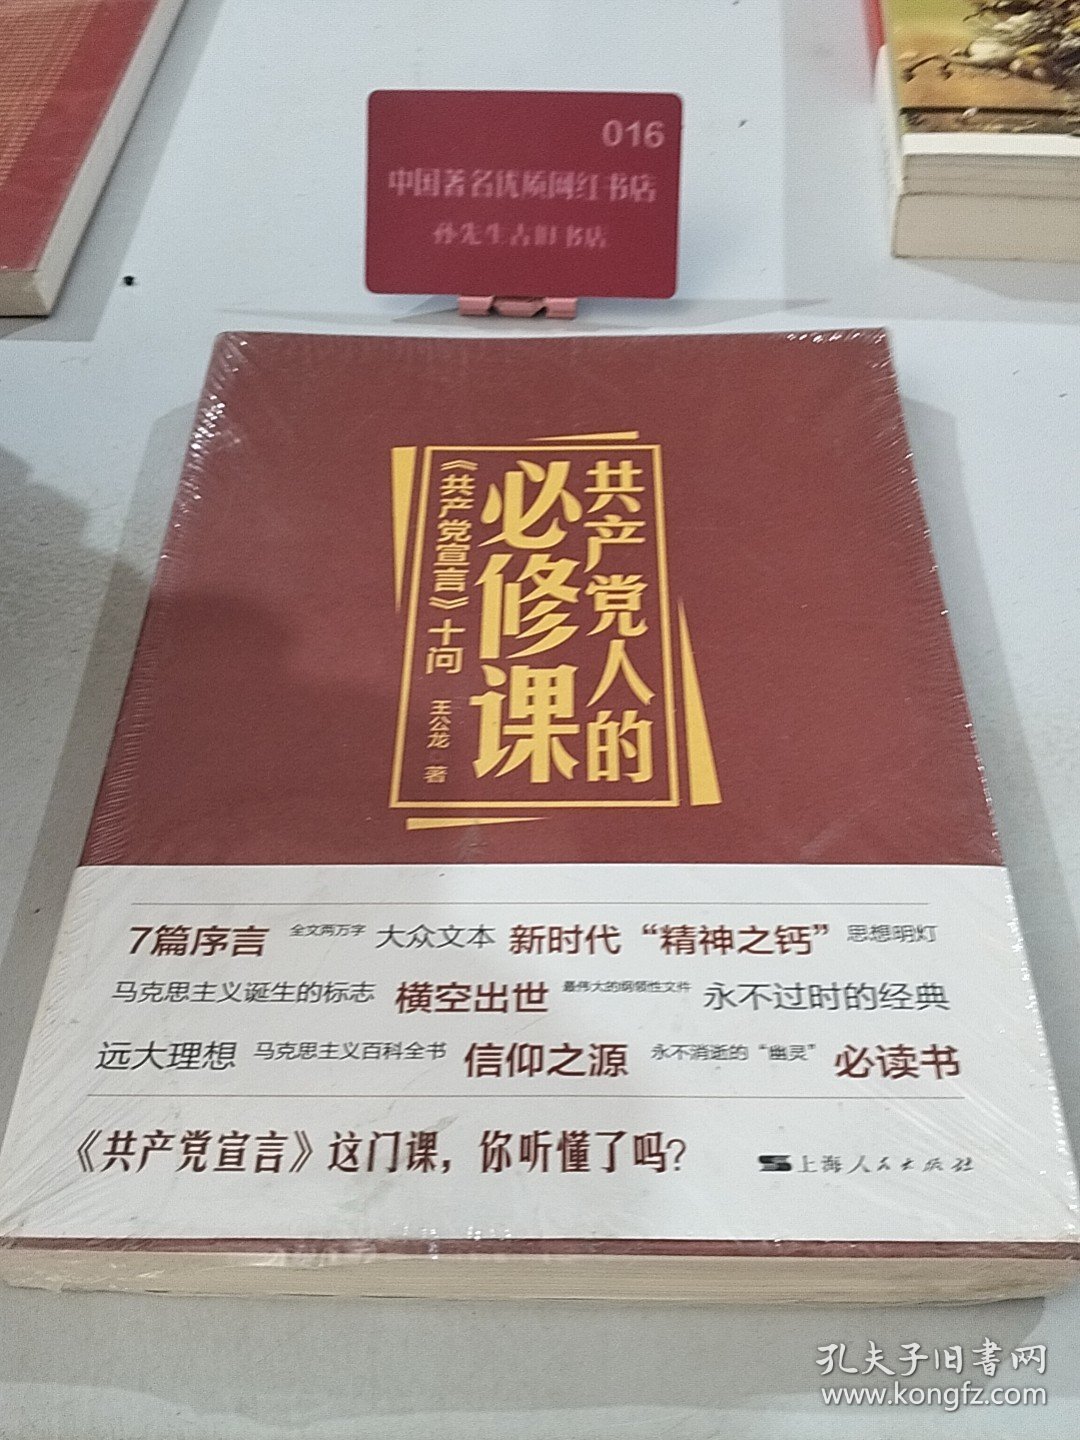 016
中国著名优质网红书店
孙先生古旧书店
共产党人的
必修课
《共产党宣言》十问
王公龙 著
7篇序言 全文两万字 大众文本 新时代“精神之钙” 思想明灯
马克思主义诞生的标志 横空出世 最伟大的纲领性文件 永不过时的经典
远大理想 马克思主义百科全书 信仰之源 永不消逝的“幽灵” 必读书
《共产党宣言》这门课，你听懂了吗？
上海人民出版社
孔夫子旧書网
www.kongfz.com